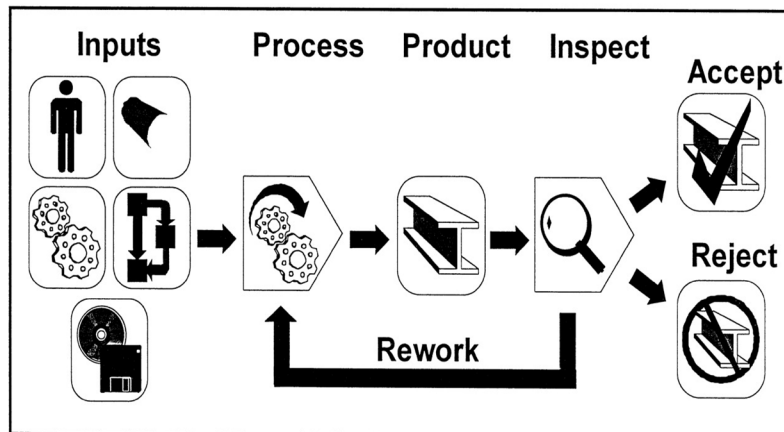 Inputs
Process
Product
Inspect
Accept
Reject
Rework